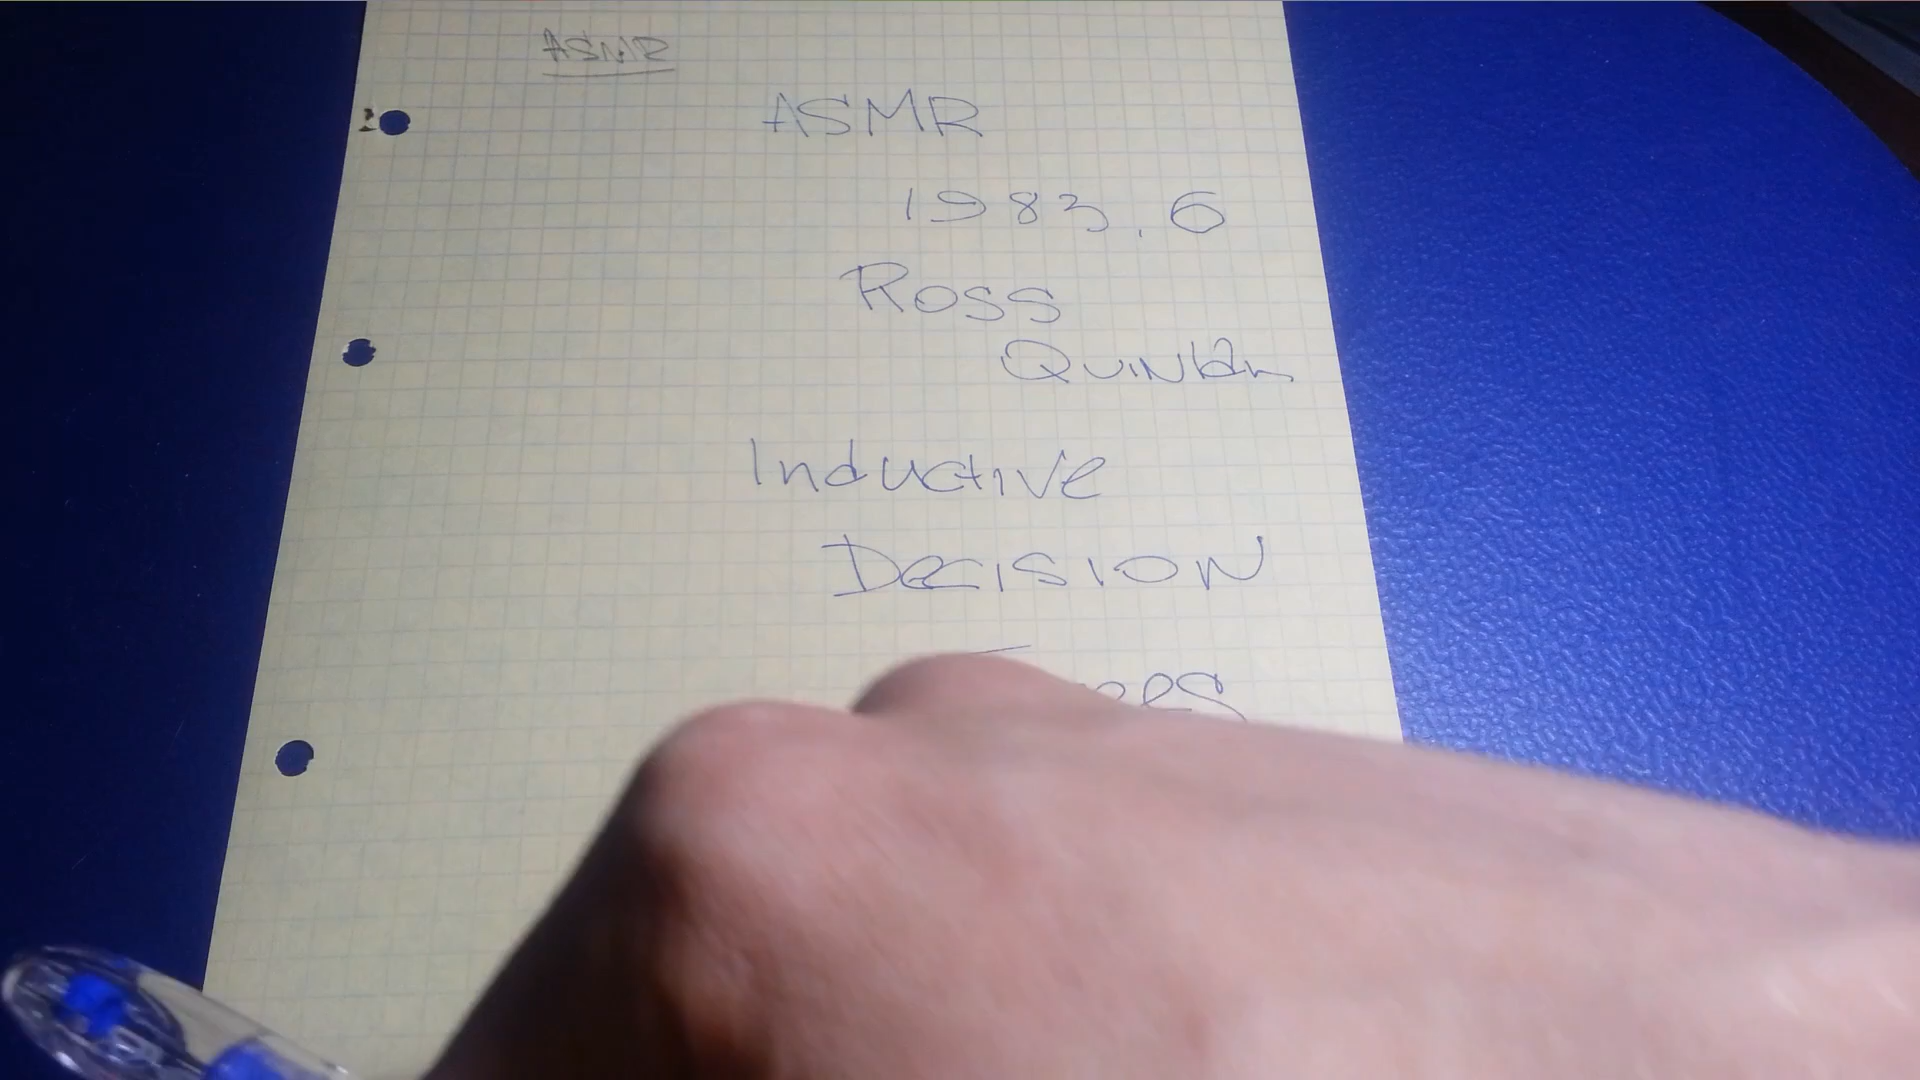 ASMR
ASMR
1983, 6
Ross
Quinlan
Inductive
Decision